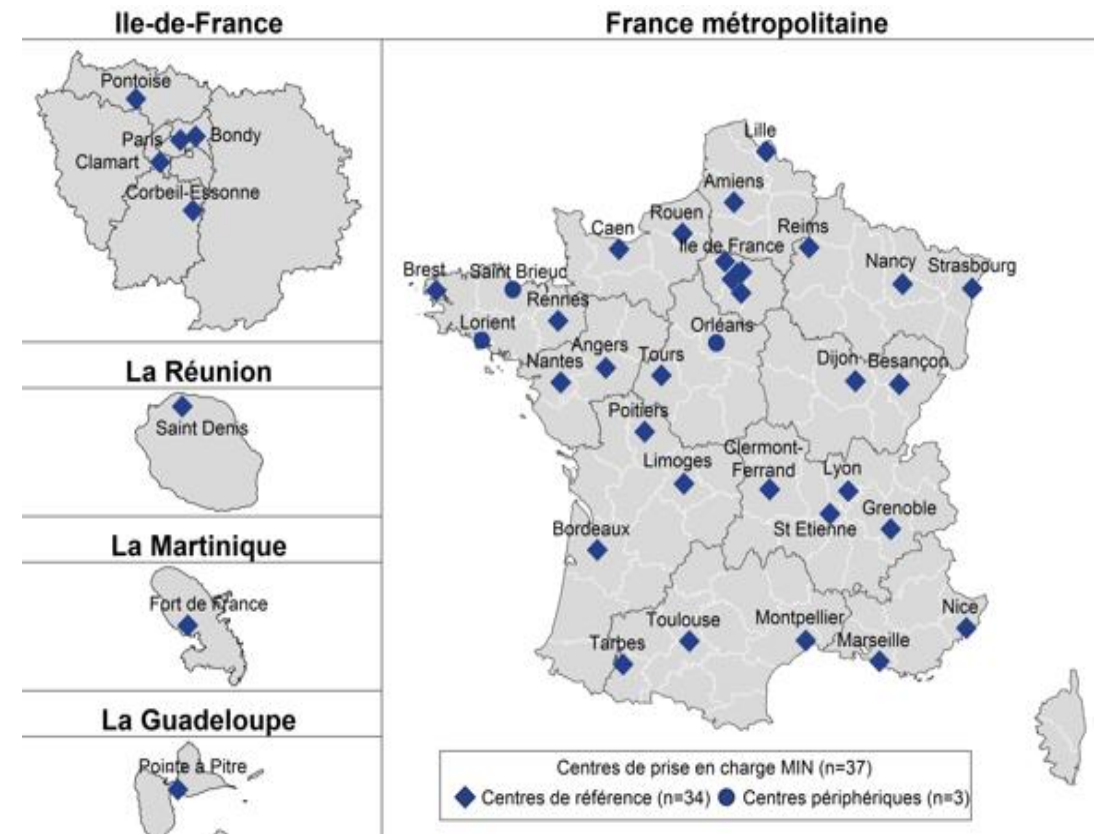 Ile-de-France
Pontoise
Paris
Bondy
Clamart
Corbeil-Essonne
La Réunion
Saint Denis
La Martinique
Fort de France
La Guadeloupe
Pointe à Pitre
France métropolitaine
Lille
Amiens
Rouen
Caen
Ile de France
Reims
Nancy
Strasbourg
Brest
Saint Brieuc
Rennes
Lorient
Orléans
Angers
Tours
Nantes
Dijon
Besançon
Poitiers
Clermont-
Ferrand
Limoges
Lyon
Grenoble
St Etienne
Bordeaux
Nice
Montpellier
Toulouse
Marseille
Tarbes
Centres de prise en charge MIN (n=37)
Centres de référence (n=34) Centres périphériques (n=3)